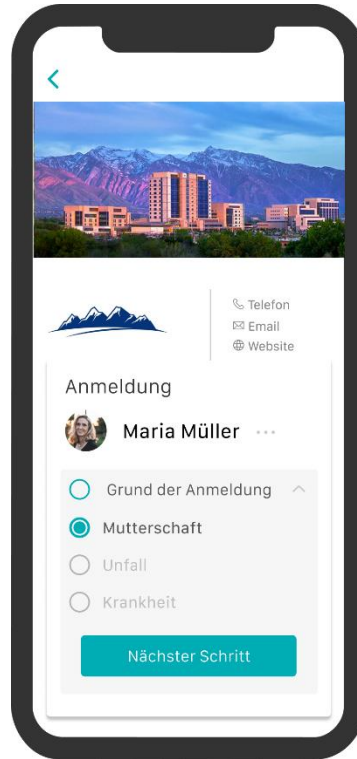 Telefon
Email
Website
Anmeldung
Maria Müller ...
Grund der Anmeldung
Mutterschaft
Unfall
Krankheit
Nächster Schritt